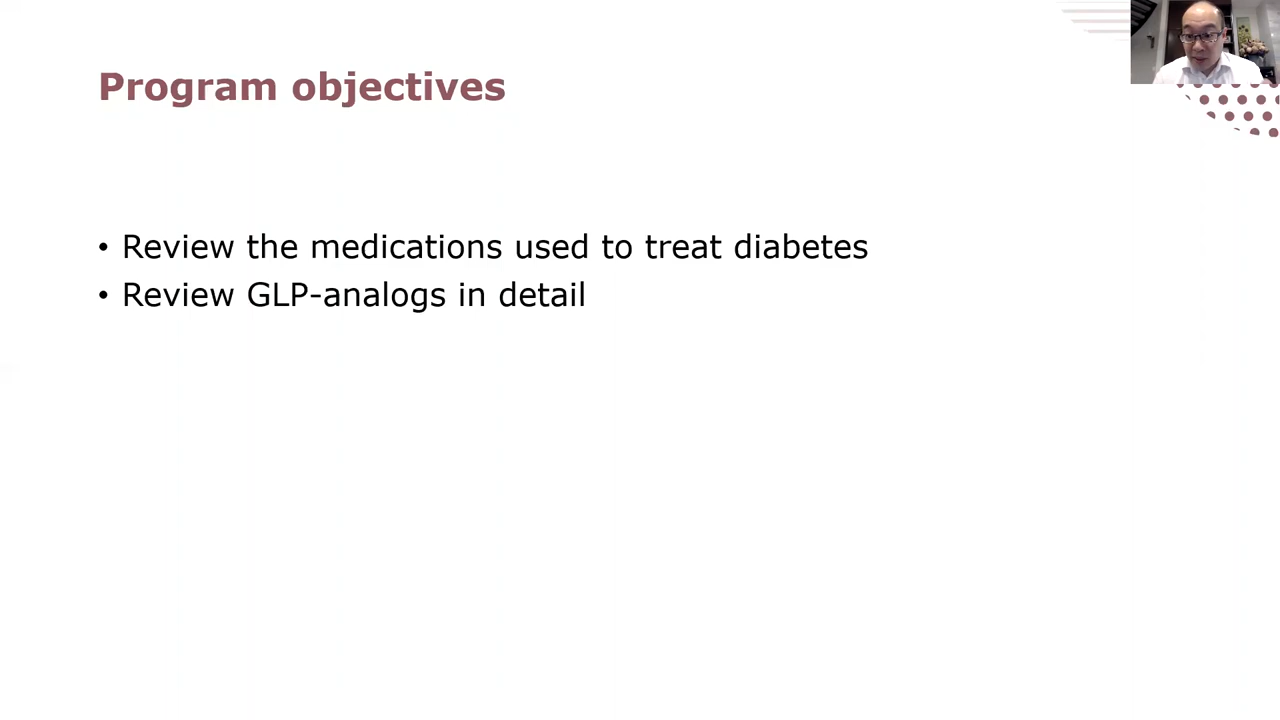 Program objectives
• Review the medications used to treat diabetes
• Review GLP-analogs in detail